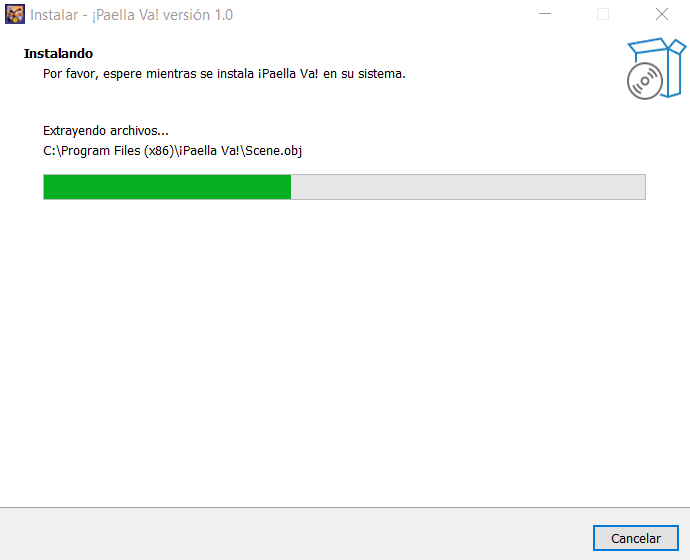 Instalar - ¡Paella Va! versión 1.0
Instalando
Por favor, espere mientras se instala ¡Paella Va! en su sistema.
Extrayendo archivos...
C:\Program Files (x86)\¡Paella Va!\Scene.obj
Cancelar